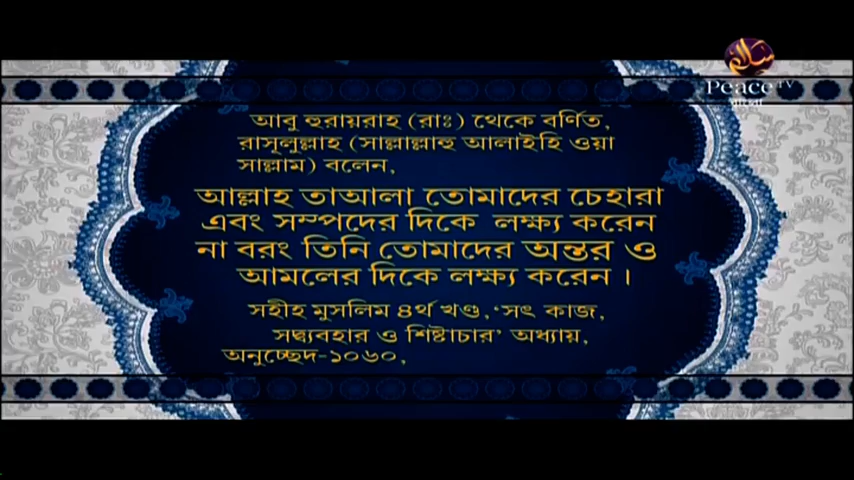 سلام
Peace TV
বাংলা
আবু হুরায়রাহ (রাঃ) থেকে বর্ণিত,
রাসূলুল্লাহ (সাল্লাল্লাহু আলাইহি ওয়া
সাল্লাম) বলেন,
আল্লাহ তাআলা তোমাদের চেহারা
এবং সম্পদের দিকে লক্ষ্য করেন
না বরং তিনি তোমাদের অন্তর ও
আমলের দিকে লক্ষ্য করেন ।
সহীহ মুসলিম ৪র্থ খণ্ড,‘সৎ কাজ,
সদ্ব্যবহার ও শিষ্টাচার’ অধ্যায়,
অনুচ্ছেদ-১০৬০,